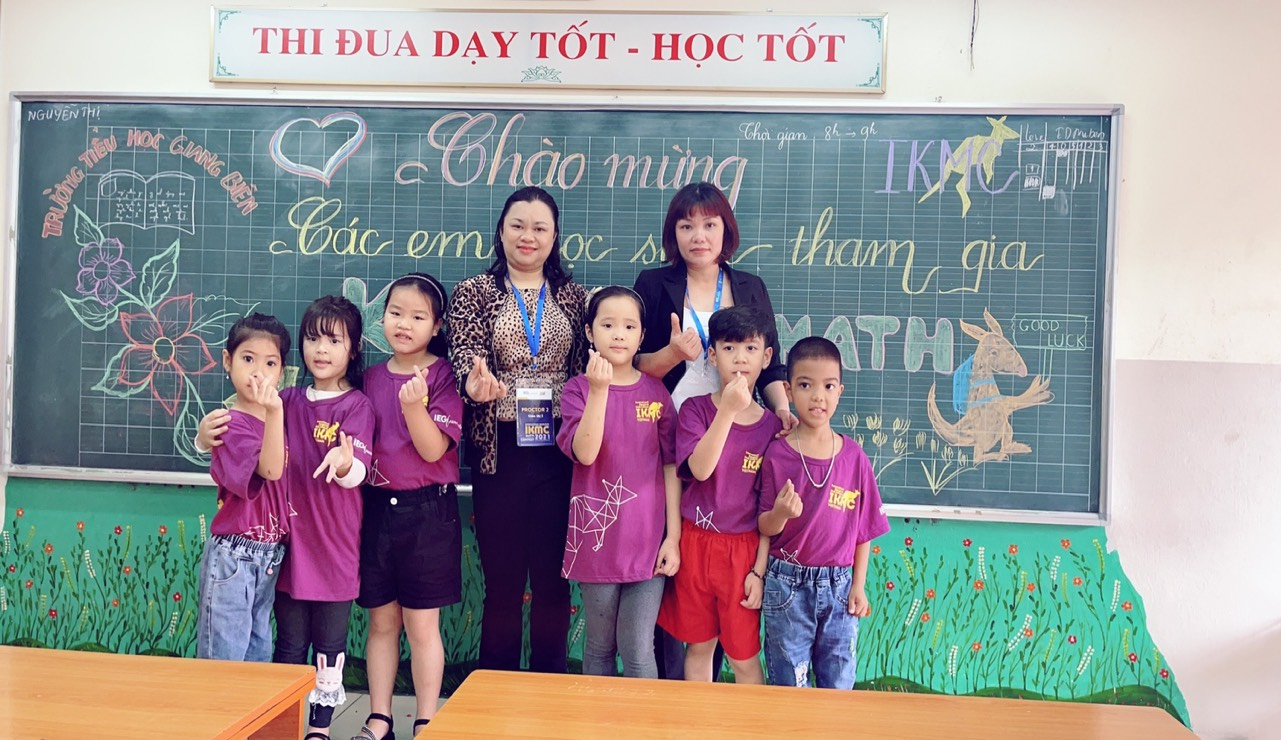 THI ĐUA DẠY TỐT - HỌC TỐT
NGUYỄN THỊ
TRƯỜNG TIỂU HỌC GIANG BIÊN
Chào mừng
Thời gian 8h → 9h
IKMC
Các em học sinh tham gia
K
MATH
GOOD
LUCK
PROCTOR 2
IKMC
2021
IKMC
IEG
IKMC
IKMC
IKMC